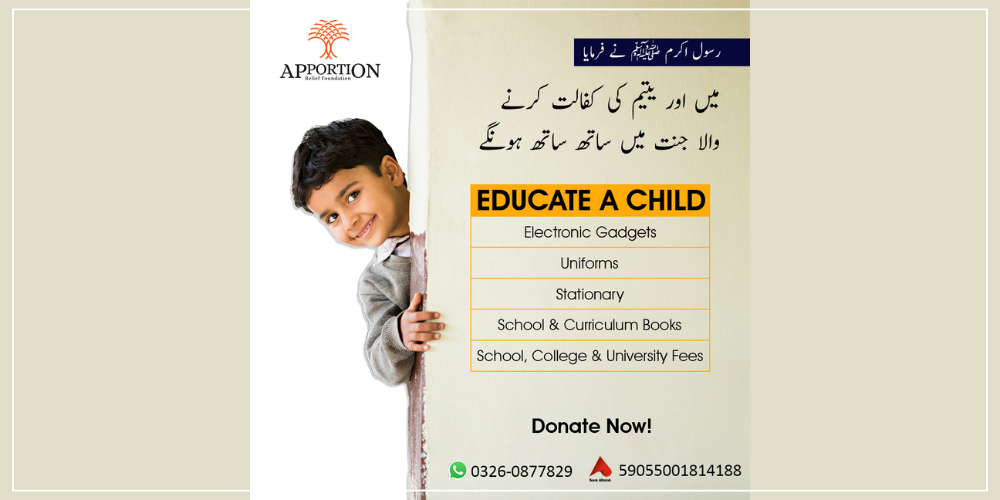 APPORTION
Relief Foundation
رسول اکرم ﷺ نے فرمایا
میں اور یتیم کی کفالت کرنے
والا جنت میں ساتھ ساتھ ہونگے
EDUCATE A CHILD
Electronic Gadgets
Uniforms
Stationary
School & Curriculum Books
School, College & University Fees
Donate Now!
0326-0877829
Bank Alfalah
59055001814188